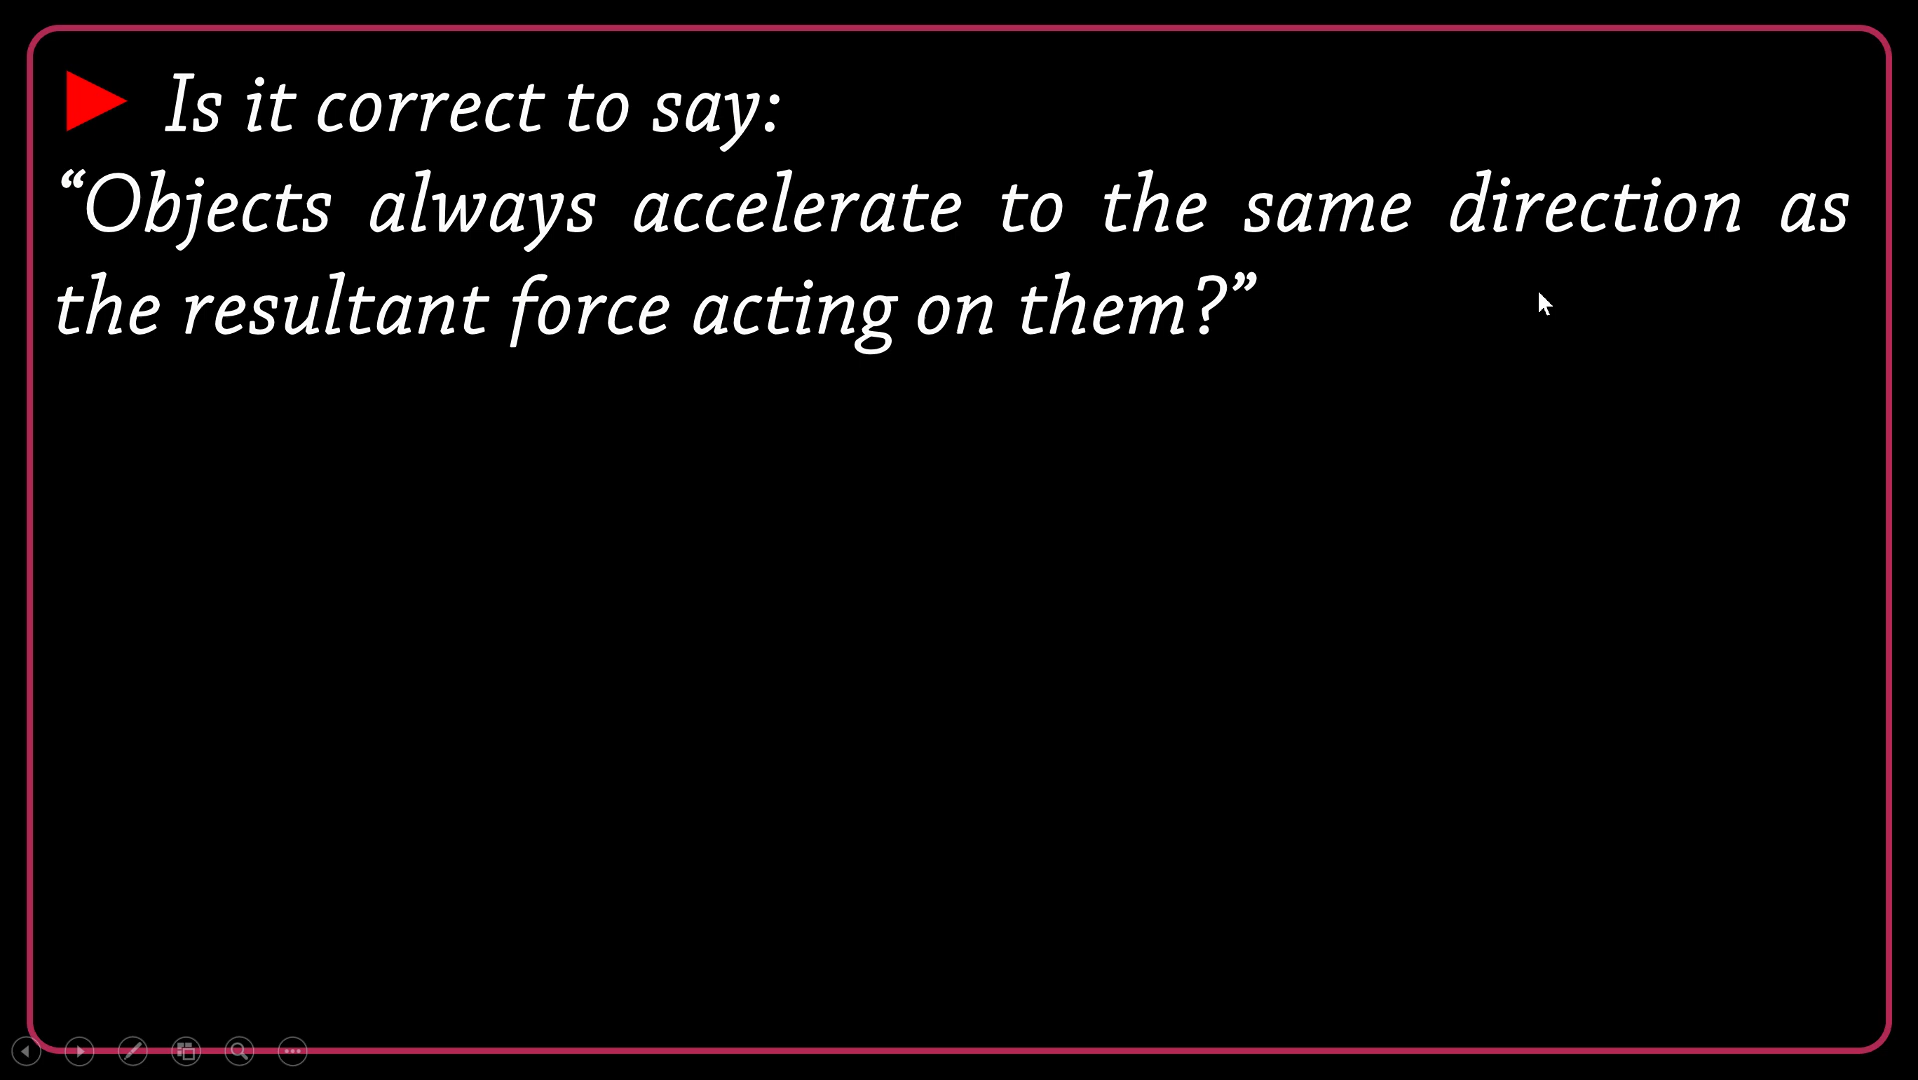 Is it correct to say:
“Objects always accelerate to the same direction as
the resultant force acting on them?”